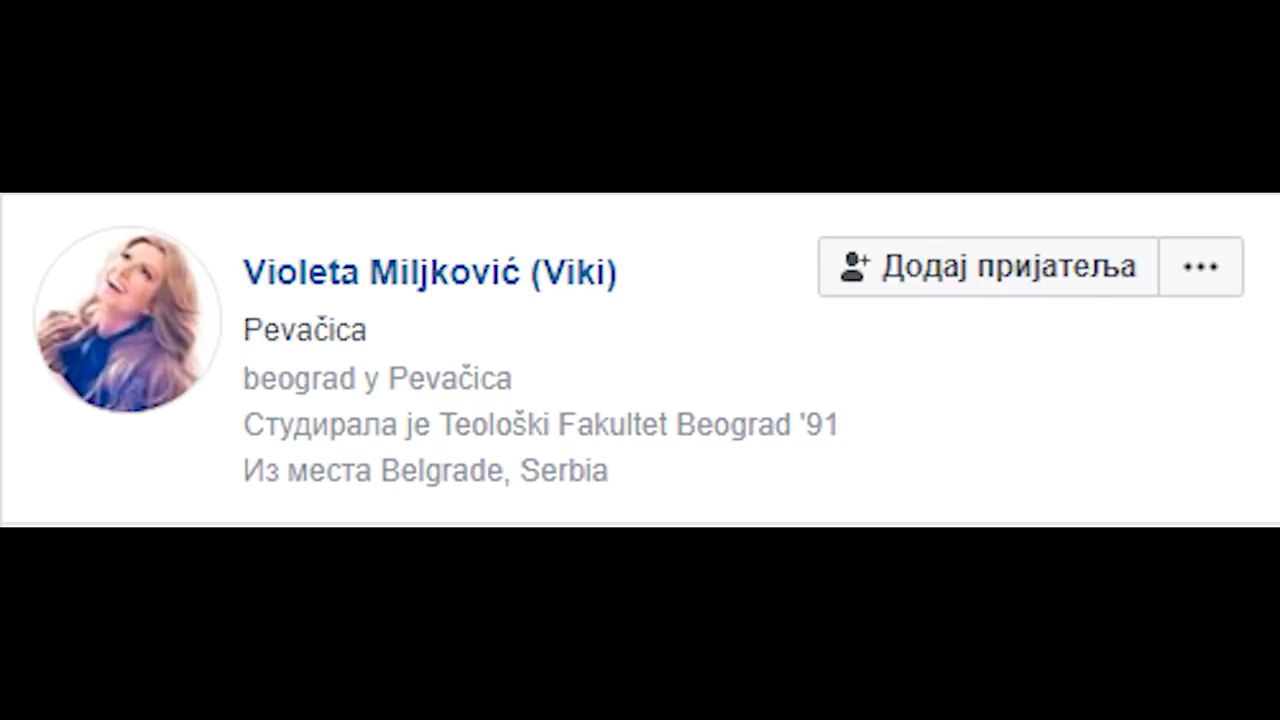 Violeta Miljković (Viki)
Додај пријатеља
Pevačica
beograd у Pevačica
Студирала је Teološki Fakultet Beograd '91
Из места Belgrade, Serbia